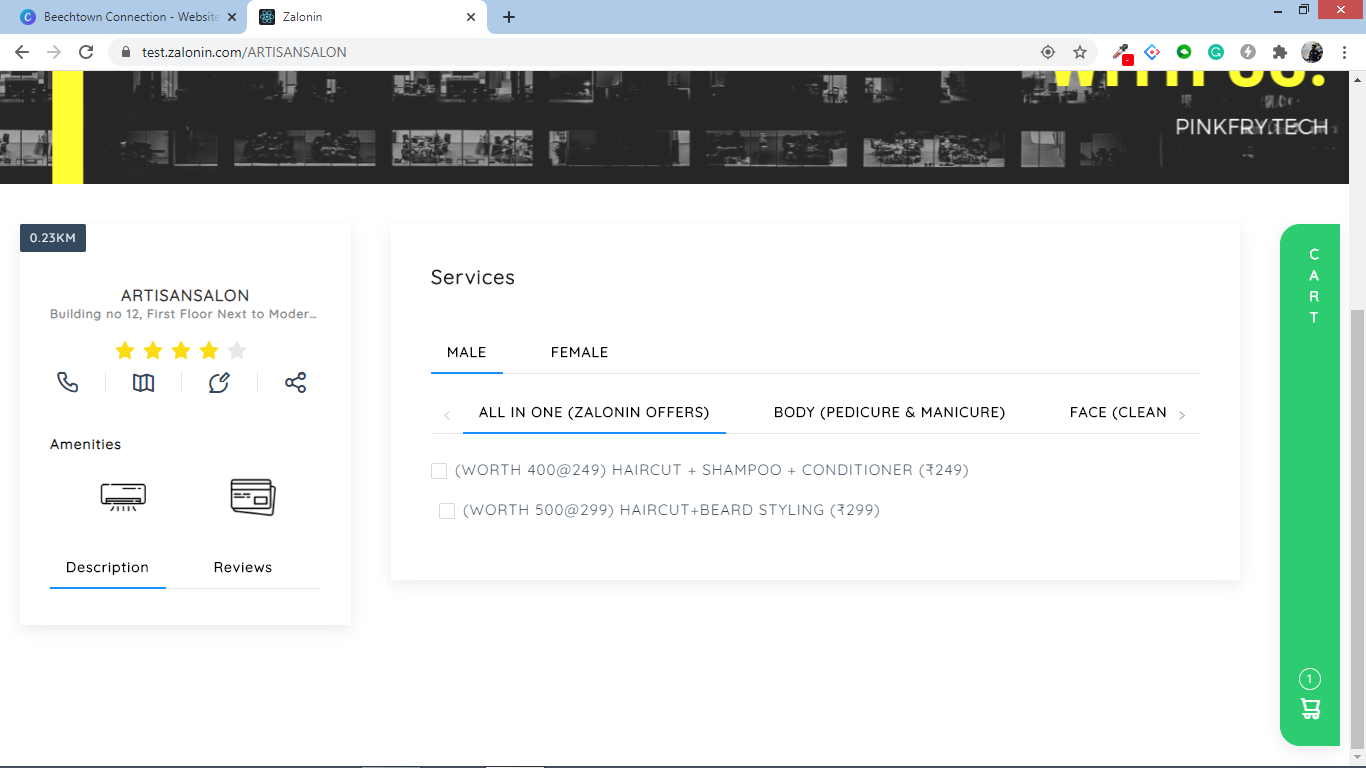 Beechtown Connection - Website
Zalonin
test.zalonin.com/ARTISANSALON
WITH US!
PINKFRY.TECH
0.23KM
ARTISANSALON
Building no 12, First Floor Next to Moder...
Amenities
Description Reviews
Services
MALE FEMALE
ALL IN ONE (ZALONIN OFFERS) BODY (PEDICURE & MANICURE) FACE (CLEAN
(WORTH 400@249) HAIRCUT + SHAMPOO + CONDITIONER (₹249)
(WORTH 500@299) HAIRCUT+BEARD STYLING (₹299)
C
A
R
T
1